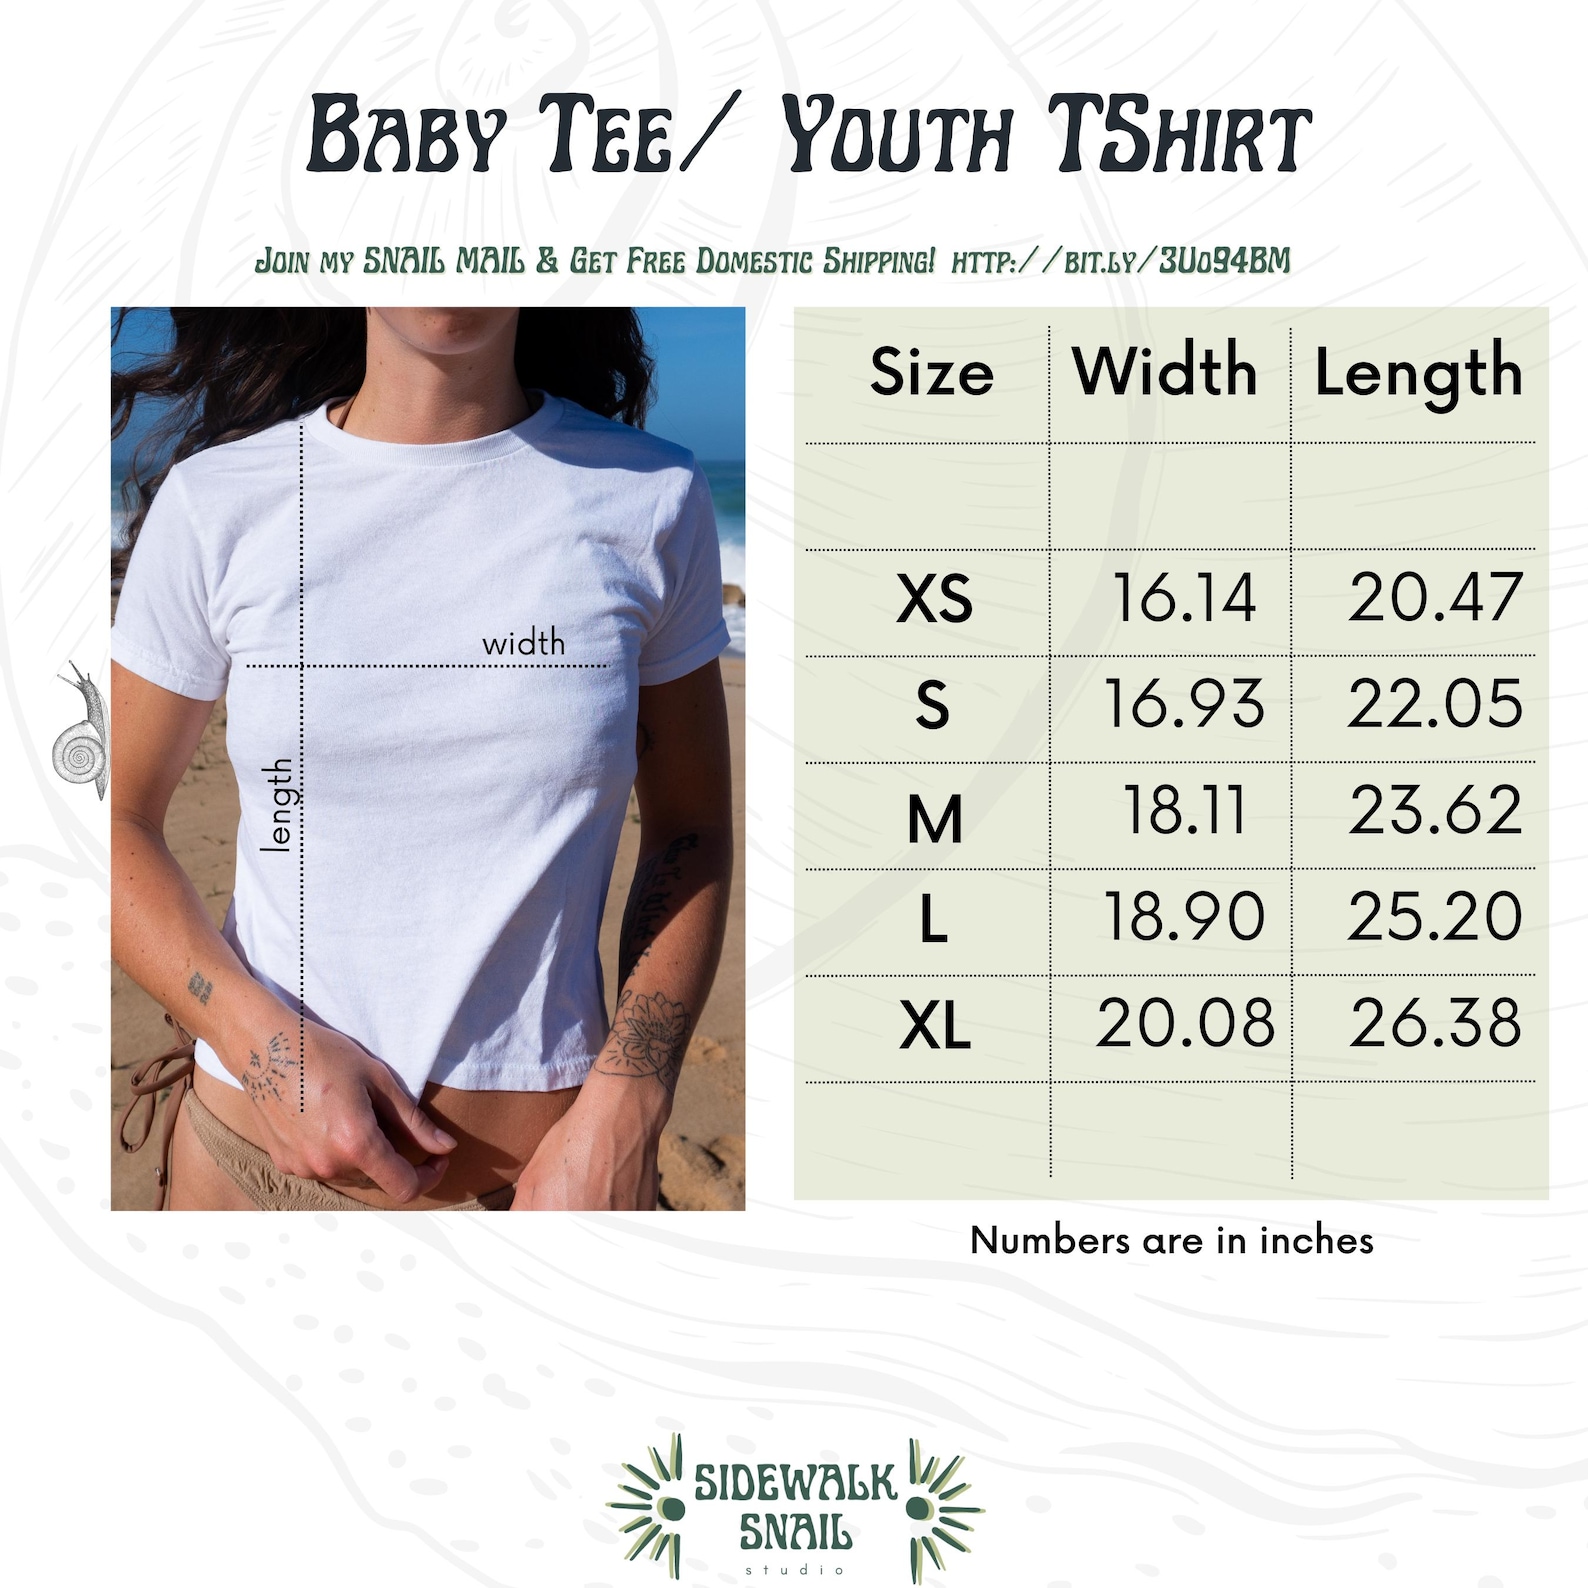 Baby Tee/ Youth TShirt
Join my SNAIL MAIL & Get Free Domestic Shipping! http://bit.ly/3Uo94BM
width
length
Size Width Length
XS 16.14 20.47
S 16.93 22.05
M 18.11 23.62
L 18.90 25.20
XL 20.08 26.38
Numbers are in inches
SIDEWALK
SNAIL
studio